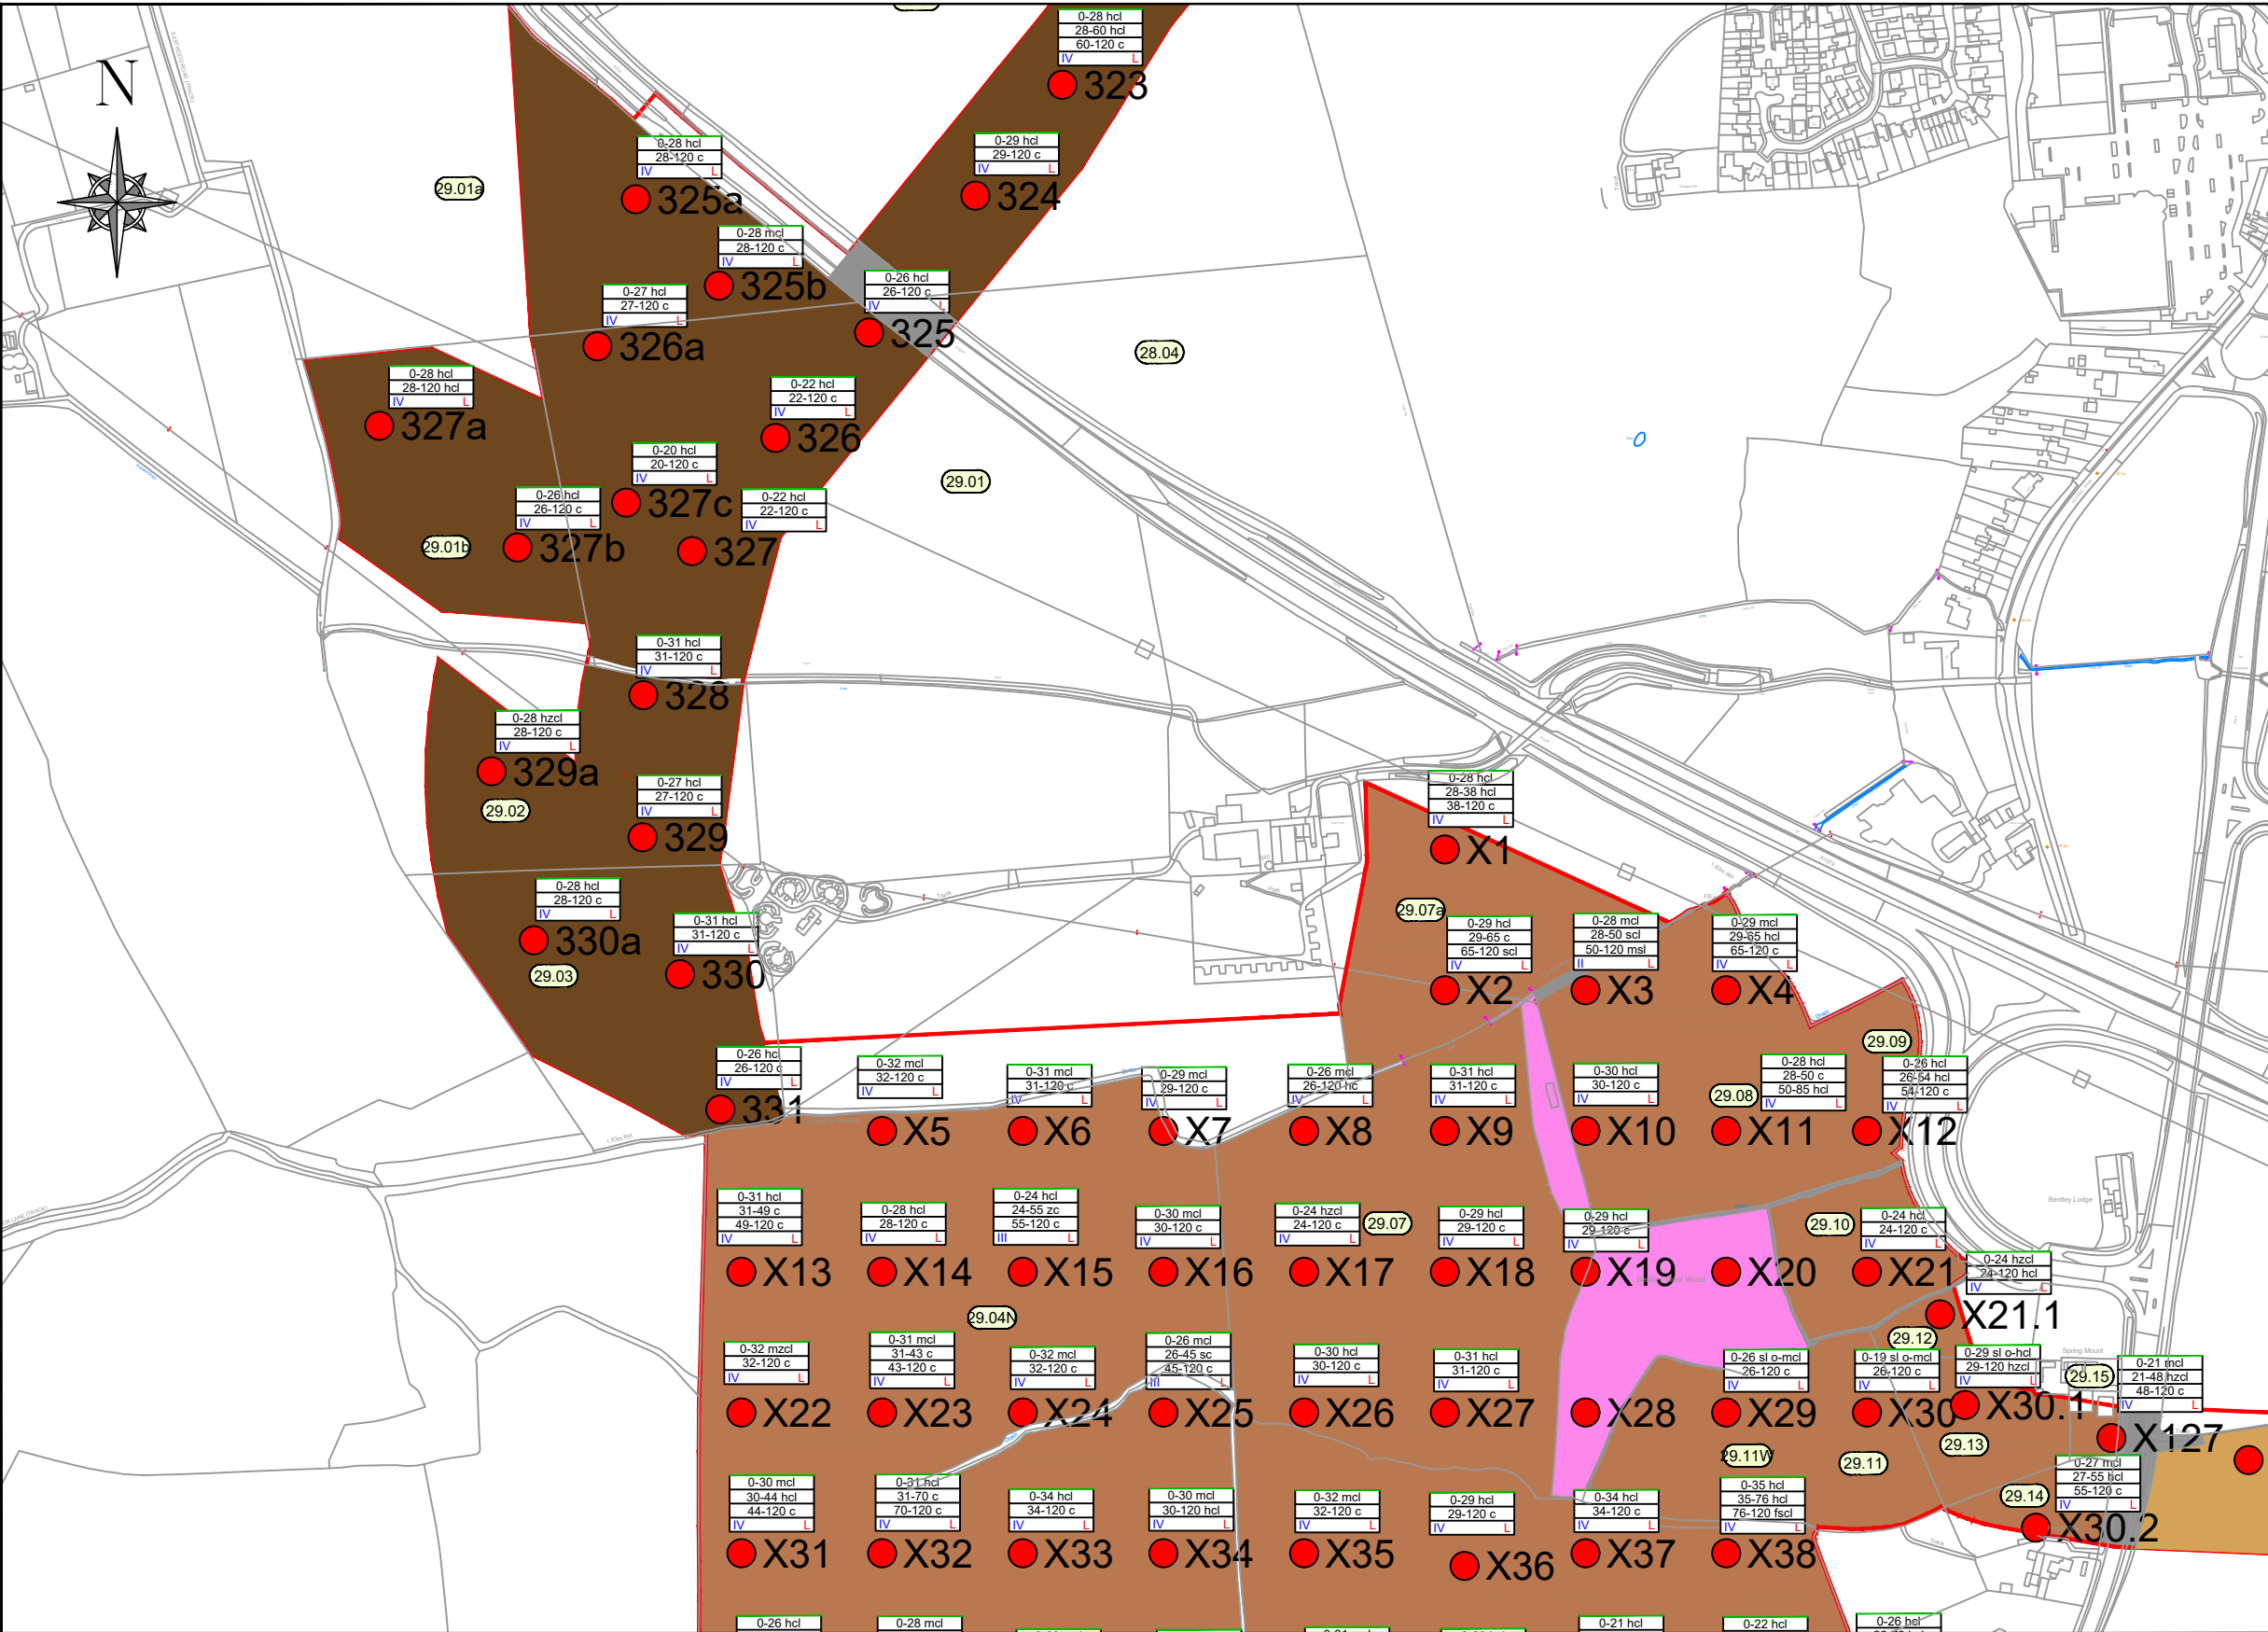 N
0-28 hcl
28-60 hcl
60-120 c
IV L
323
0-29 hcl
29-120 c
IV L
324
0-28 hcl
28-120 c
IV L
325a
29.01a
0-28 mcl
28-120 c
IV L
325b
0-26 hcl
26-120 c
IV L
325
0-27 hcl
27-120 c
IV L
326a
28.04
0-28 hcl
28-120 hcl
IV L
327a
0-22 hcl
22-120 c
IV L
326
0-20 hcl
20-120 c
IV L
327c
29.01
0-26 hcl
26-120 c
IV L
327b
0-22 hcl
22-120 c
IV L
327
29.01b
0-31 hcl
31-120 c
IV L
328
0-28 hzcl
28-120 c
IV L
329a
29.02
0-27 hcl
27-120 c
IV L
329
0-28 hcl
28-38 hcl
38-120 c
IV L
X1
0-28 hcl
28-120 c
IV L
330a
29.03
0-31 hcl
31-120 c
IV L
330
29.07a
0-29 hcl
29-65 c
65-120 scl
IV L
X2
0-28 mcl
28-50 scl
50-120 msl
II L
X3
0-29 mcl
29-65 hcl
65-120 c
IV L
X4
Drain
29.09
0-26 hcl
26-120 c
IV L
331
0-32 mcl
32-120 c
IV L
X5
0-31 mcl
31-120 c
IV L
X6
0-29 mcl
29-120 c
IV L
X7
0-26 mcl
26-120 hc
IV L
X8
0-31 hcl
31-120 c
IV L
X9
0-30 hcl
30-120 c
IV L
X10
29.08
0-28 hcl
28-50 c
50-85 hcl
IV L
X11
0-26 hcl
26-54 hcl
54-120 c
IV L
X12
1.83m RH
Bentley Lodge
0-31 hcl
31-49 c
49-120 c
IV L
X13
0-28 hcl
28-120 c
IV L
X14
0-24 hcl
24-55 zc
55-120 c
III L
X15
0-30 mcl
30-120 c
IV L
X16
0-24 hzcl
24-120 c
IV L
X17
29.07
0-29 hcl
29-120 c
IV L
X18
0-29 hcl
29-120 c
IV L
X19
X20
29.10
0-24 hcl
24-120 c
IV L
X21
0-24 hzcl
24-120 hcl
IV L
X21.1
29.04N
29.12
Spring Mount
0-32 mzcl
32-120 c
IV L
X22
0-31 mcl
31-43 c
43-120 c
IV L
X23
0-32 mcl
32-120 c
IV L
X24
0-26 mcl
26-45 sc
45-120 c
III L
X25
0-30 hcl
30-120 c
IV L
X26
0-31 hcl
31-120 c
IV L
X27
X28
0-26 sl o-mcl
26-120 c
IV L
X29
0-19 sl o-mcl
26-120 c
IV L
X30
0-29 sl o-hcl
29-120 hzcl
IV L
X30.1
29.15
0-21 mcl
21-48 hzcl
48-120 c
IV L
X127
Drain
29.11W
29.11
29.13
29.14
0-30 mcl
30-44 hcl
44-120 c
IV L
X31
0-31 hcl
31-70 c
70-120 c
IV L
X32
0-34 hcl
34-120 c
IV L
X33
0-30 mcl
30-120 hcl
IV L
X34
0-32 mcl
32-120 c
IV L
X35
0-29 hcl
29-120 c
IV L
X36
0-34 hcl
34-120 c
IV L
X37
0-35 hcl
35-76 hcl
76-120 fscl
IV L
X38
0-27 mcl
27-55 hcl
55-120 c
IV L
X30.2
Track
0-26 hcl
0-28 mcl
0-21 hcl
0-22 hcl
0-26 hcl